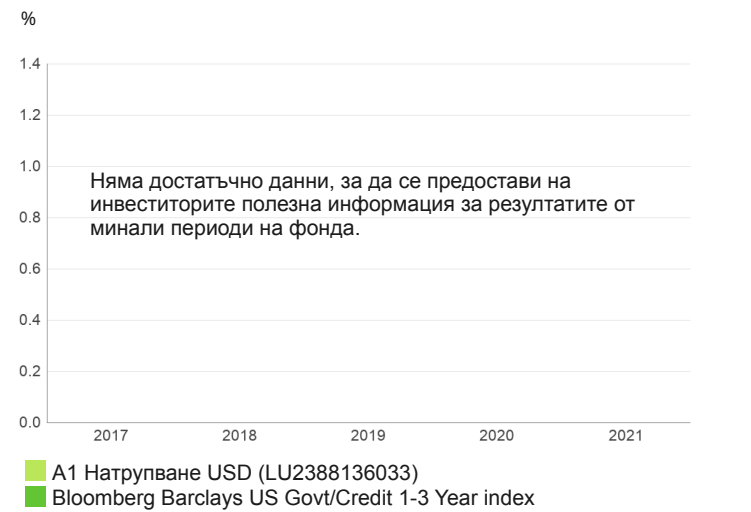 %
1.4
1.2
1.0
Няма достатъчно данни, за да се предостави на
инвеститорите полезна информация за резултатите от
0.8
минали периоди на фонда.
0.6
0.4
0.2
0.0
2017 2018 2019 2020 2021
A1 Натрупване USD (LU2388136033)
Bloomberg Barclays US Govt/Credit 1-3 Year index